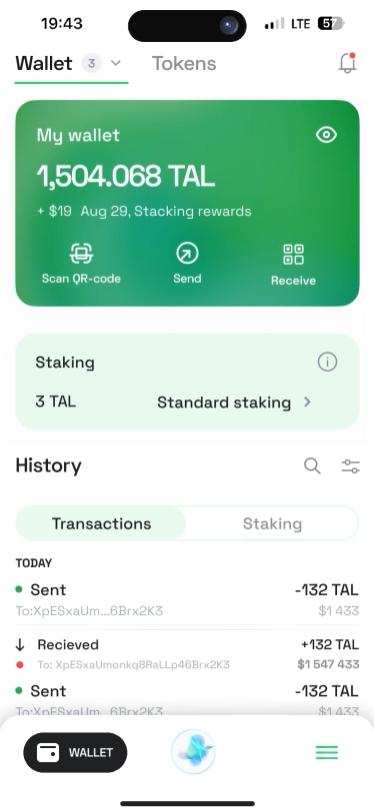 19:43 LTE 57
Wallet 3 Tokens
My wallet
1,504.068 TAL
+ $19 Aug 29, Stacking rewards
Scan QR-code Send Receive
Staking
3 TAL Standard staking
History
Transactions Staking
TODAY
Sent -132 TAL
To:XpESxaUm...6Brx2K3 $1 433
Recieved +132 TAL
To: XpESxaUmonkq8RaLLp46Brx2K3 $1 547 433
Sent -132 TAL
To:XpESxaUm...6Brx2K3 $1 433
WALLET